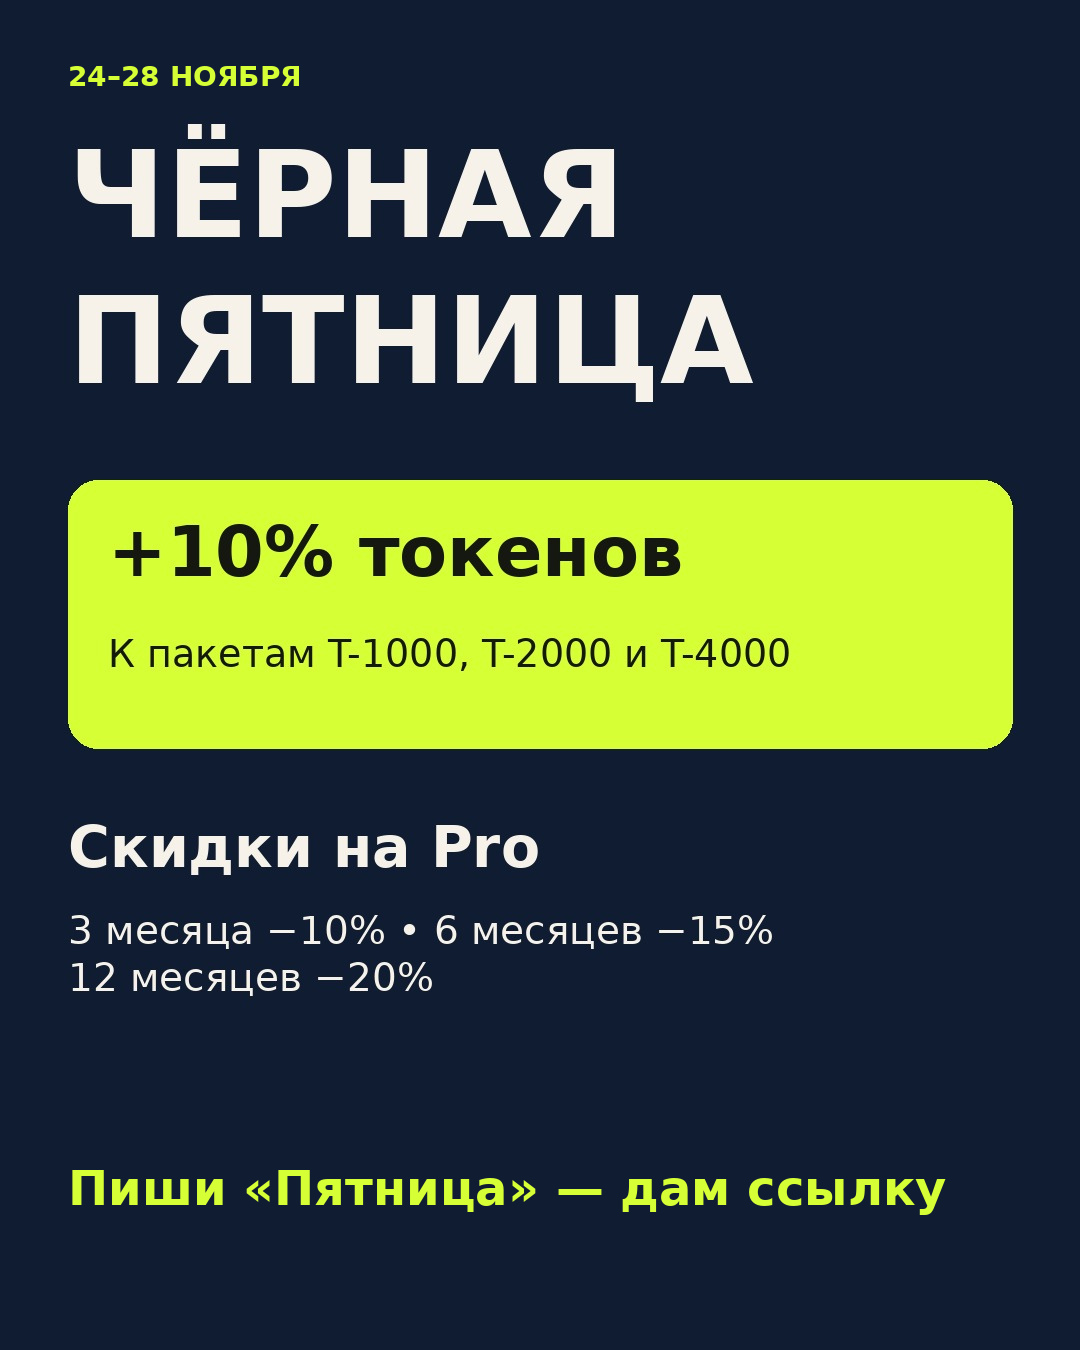 24–28 НОЯБРЯ
ЧЁРНАЯ
ПЯТНИЦА
+10% токенов
К пакетам Т-1000, Т-2000 и Т-4000
Скидки на Pro
3 месяца −10% • 6 месяцев −15%
12 месяцев −20%
Пиши «Пятница» — дам ссылку